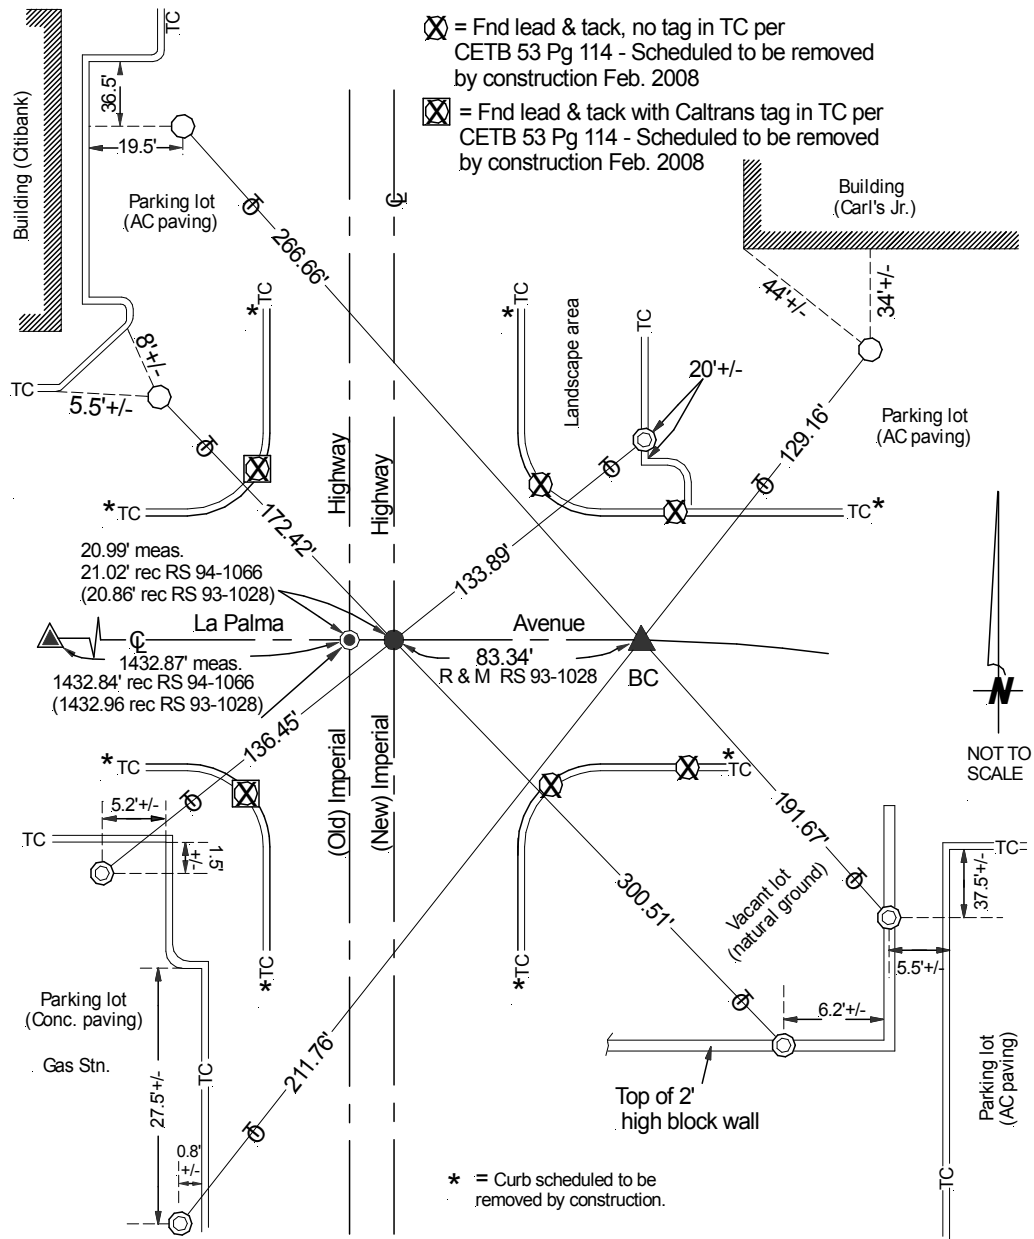 TC
= Fnd lead & tack, no tag in TC per
CETB 53 Pg 114 - Scheduled to be removed
by construction Feb. 2008
= Fnd lead & tack with Caltrans tag in TC per
CETB 53 Pg 114 - Scheduled to be removed
by construction Feb. 2008
36.5'
19.5'
Building (Citibank)
Parking lot
(AC paving)
℄
266.66'
Building
(Carl's Jr.)
44'+/-
34'+/-
*TC
*TC
Landscape area
TC
20'+/-
8'+/-
TC
5.5'+/-
129.16'
Parking lot
(AC paving)
Highway
Highway
*TC
172.42'
TC*
133.89'
20.99' meas.
21.02' rec RS 94-1066
(20.86' rec RS 93-1028)
La Palma
Avenue
℄
1432.87' meas.
1432.84' rec RS 94-1066
(1432.96 rec RS 93-1028)
83.34'
R & M RS 93-1028
BC
N
NOT TO
SCALE
136.45'
(Old) Imperial
(New) Imperial
*TC
*
TC
5.2'+/-
1.5'
+/-
TC
191.67'
TC
37.5'+/-
300.51'
Vacant lot
(natural ground)
5.5'+/-
*TC
*TC
6.2'+/-
Parking lot
(Conc. paving)
Gas Stn.
27.5'+/-
TC
211.76'
Top of 2'
high block wall
Parking lot
(AC paving)
0.8'
+/-
* = Curb scheduled to be
removed by construction.
TC